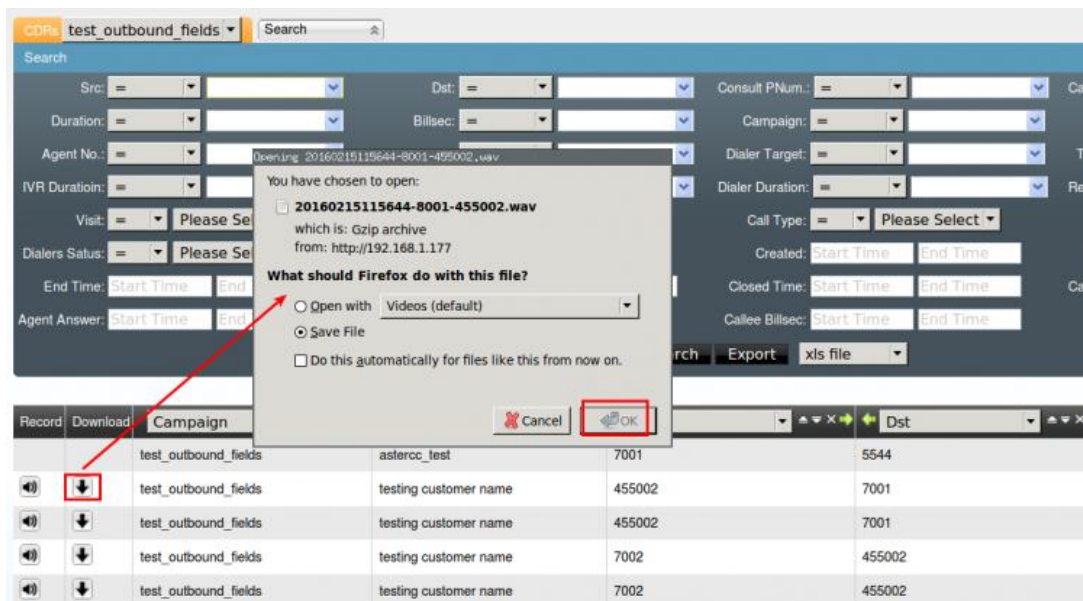 CDRs test_outbound_fields Search
Search
Src: = Dst: = Consult PNum.: = Ca
Duration: = Billsec: = Campaign: =
Agent No.: = Dialer Target: = T
IVR Duratioin: = Dialer Duration: = Re
Visit: = Please Se Call Type: = Please Select
Dialers Satus: = Please Se Created: Start Time End Time
End Time: Start Time End Closed Time: Start Time End Time Ca
Agent Answer: Start Time End Callee Billsec: Start Time End Time
rch Export xls file
Opening 20160215115644-8001-455002.wav
You have chosen to open:
20160215115644-8001-455002.wav
which is: Gzip archive
from: http://192.168.1.177
What should Firefox do with this file?
Open with Videos (default)
Save File
Do this automatically for files like this from now on.
Cancel OK
Record Download Campaign Dst
test_outbound_fields astercc_test 7001 5544
test_outbound_fields testing customer name 455002 7001
test_outbound_fields testing customer name 455002 7001
test_outbound_fields testing customer name 7002 455002
test_outbound_fields testing customer name 7002 455002